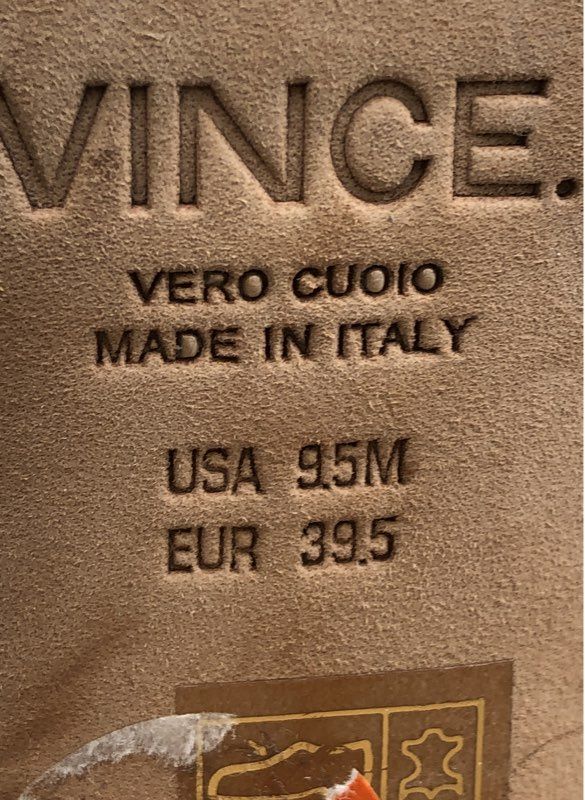 VINCE.
VERO CUOIO
MADE IN ITALY
USA 9.5M
EUR 39.5